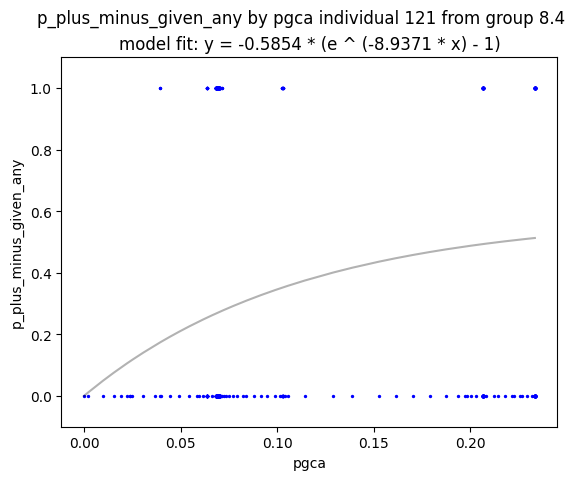 p_plus_minus_given_any by pgca individual 121 from group 8.4
model fit: y = -0.5854 * (e ^ (-8.9371 * x) - 1)
1.0
0.8
0.6
0.4
0.2
0.0
p_plus_minus_given_any
0.00 0.05 0.10 0.15 0.20
pgca